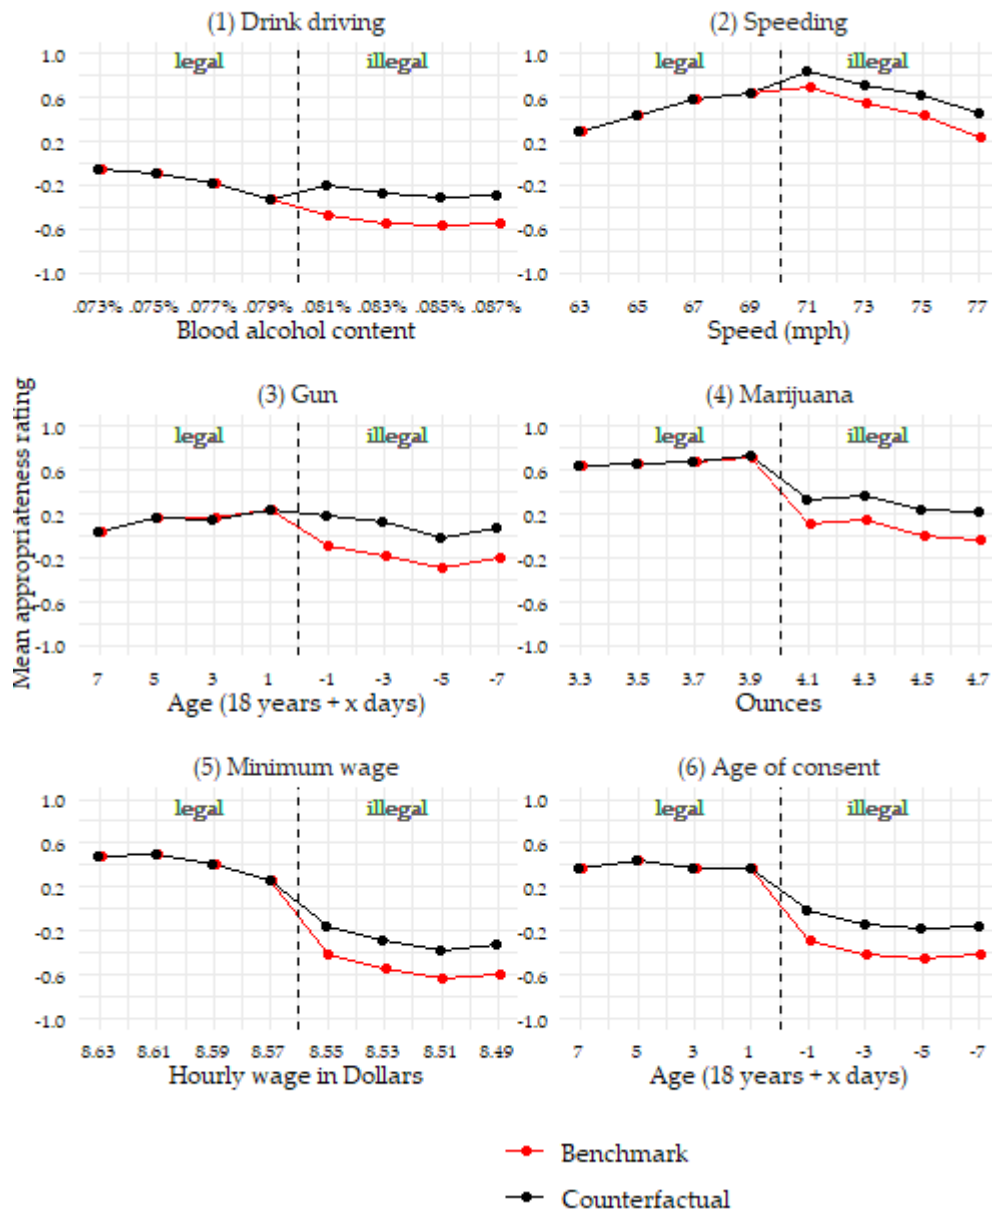 (1) Drink driving
(2) Speeding
1.0 legal illegal
0.6
0.2
-0.2
-0.6
-1.0
.073% .075% .077% .079% .081% .083% .085% .087%
Blood alcohol content
1.0 legal illegal
0.6
0.2
-0.2
-0.6
-1.0
63 65 67 69 71 73 75 77
Speed (mph)
Mean appropriateness rating
(3) Gun
(4) Marijuana
1.0 legal illegal
0.6
0.2
-0.2
-0.6
-1.0
7 5 3 1 -1 -3 -5 -7
Age (18 years + x days)
1.0 legal illegal
0.6
0.2
-0.2
-0.6
-1.0
3.3 3.5 3.7 3.9 4.1 4.3 4.5 4.7
Ounces
(5) Minimum wage
(6) Age of consent
1.0 legal illegal
0.6
0.2
-0.2
-0.6
-1.0
8.63 8.61 8.59 8.57 8.55 8.53 8.51 8.49
Hourly wage in Dollars
1.0 legal illegal
0.6
0.2
-0.2
-0.6
-1.0
7 5 3 1 -1 -3 -5 -7
Age (18 years + x days)
Benchmark
Counterfactual